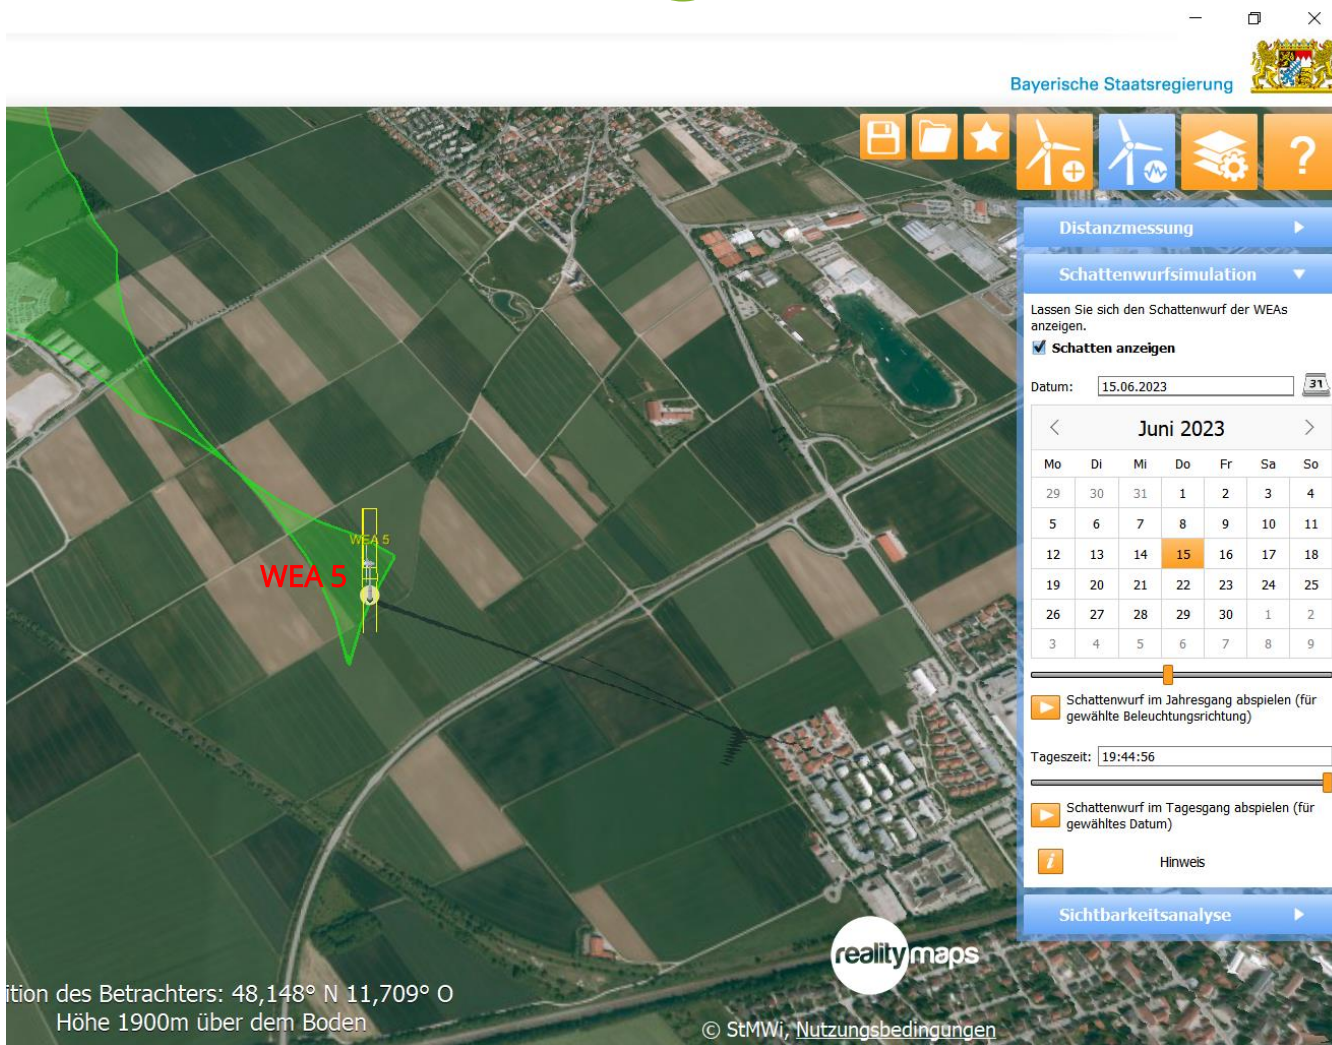 Bayerische Staatsregierung
?
Distanzmessung
Schattenwurfsimulation
Lassen Sie sich den Schattenwurf der WEAs
anzeigen.
Schatten anzeigen
Datum: 15.06.2023 31
Juni 2023
Mo Di Mi Do Fr Sa So
29 30 31 1 2 3 4
5 6 7 8 9 10 11
12 13 14 15 16 17 18
19 20 21 22 23 24 25
26 27 28 29 30 1 2
3 4 5 6 7 8 9
Schattenwurf im Jahresgang abspielen (für
gewählte Beleuchtungsrichtung)
Tageszeit: 19:44:56
Schattenwurf im Tagesgang abspielen (für
gewähltes Datum)
i Hinweis
Sichtbarkeitsanalyse
WEA 5
WEA 5
realitymaps
ition des Betrachters: 48,148° N 11,709° O
Höhe 1900m über dem Boden
© StMWi, Nutzungsbedingungen